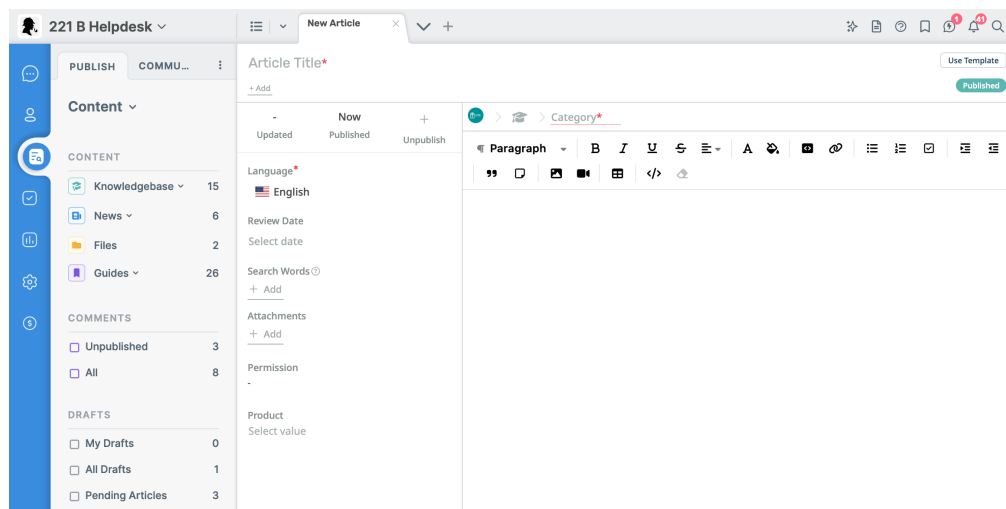 221 B Helpdesk
New Article
1
41
PUBLISH
COMMU...
Content
CONTENT
Knowledgebase 15
News 6
Files 2
Guides 26
COMMENTS
Unpublished 3
All 8
DRAFTS
My Drafts 0
All Drafts 1
Pending Articles 3
Article Title*
+ Add
Use Template
Published
- Now +
Updated Published Unpublish
Language*
English
Review Date
Select date
Search Words
+ Add
Attachments
+ Add
Permission
-
Product
Select value
Category*
¶ Paragraph B I U S A
</>